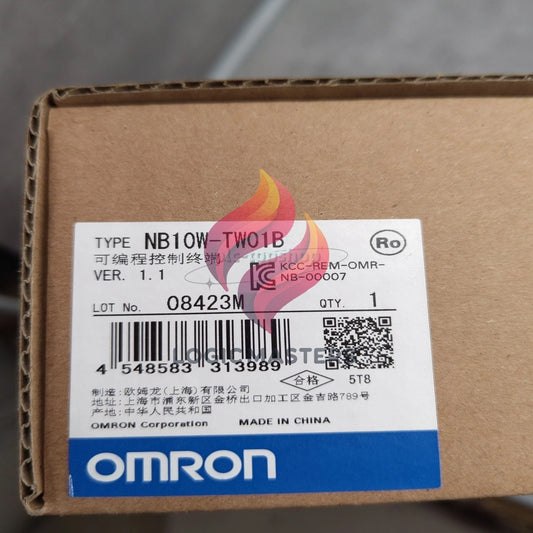 TYPE NB10W-TW01B
Ro
可编程控制终端
KCC-REM-OMR-
NB-00007
VER. 1.1
LOT No. 08423M
QTY. 1
LOGICMASTERS
4 548583 313989
合格
5T8
制造:欧姆龙(上海)有限公司
地址:上海市浦东新区金桥出口加工区金吉路789号
产地:中华人民共和国
OMRON Corporation
MADE IN CHINA
OMRON